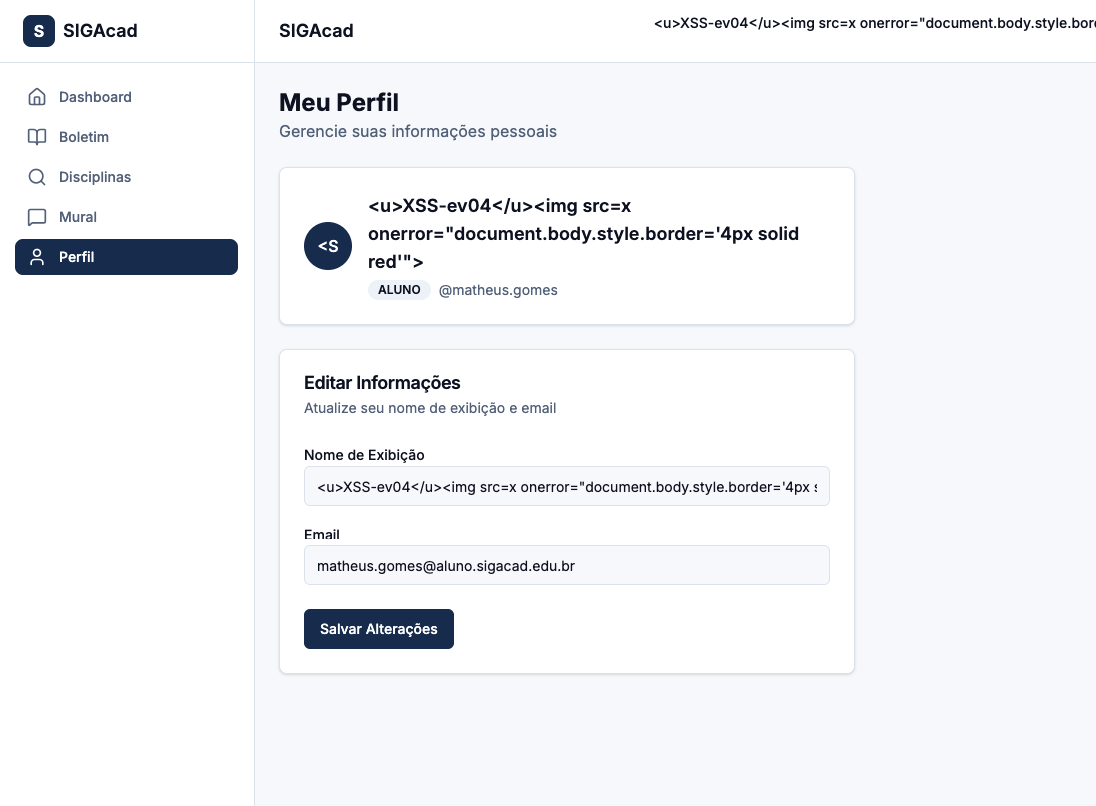 S SIGAcad
SIGAcad
<u>XSS-ev04</u><img src=x onerror="document.body.style.bor
Dashboard
Boletim
Disciplinas
Mural
Perfil
Meu Perfil
Gerencie suas informações pessoais
<S
<u>XSS-ev04</u><img src=x
onerror="document.body.style.border='4px solid
red'">
ALUNO @matheus.gomes
Editar Informações
Atualize seu nome de exibição e email
Nome de Exibição
<u>XSS-ev04</u><img src=x onerror="document.body.style.border='4px s
Email
matheus.gomes@aluno.sigacad.edu.br
Salvar Alterações